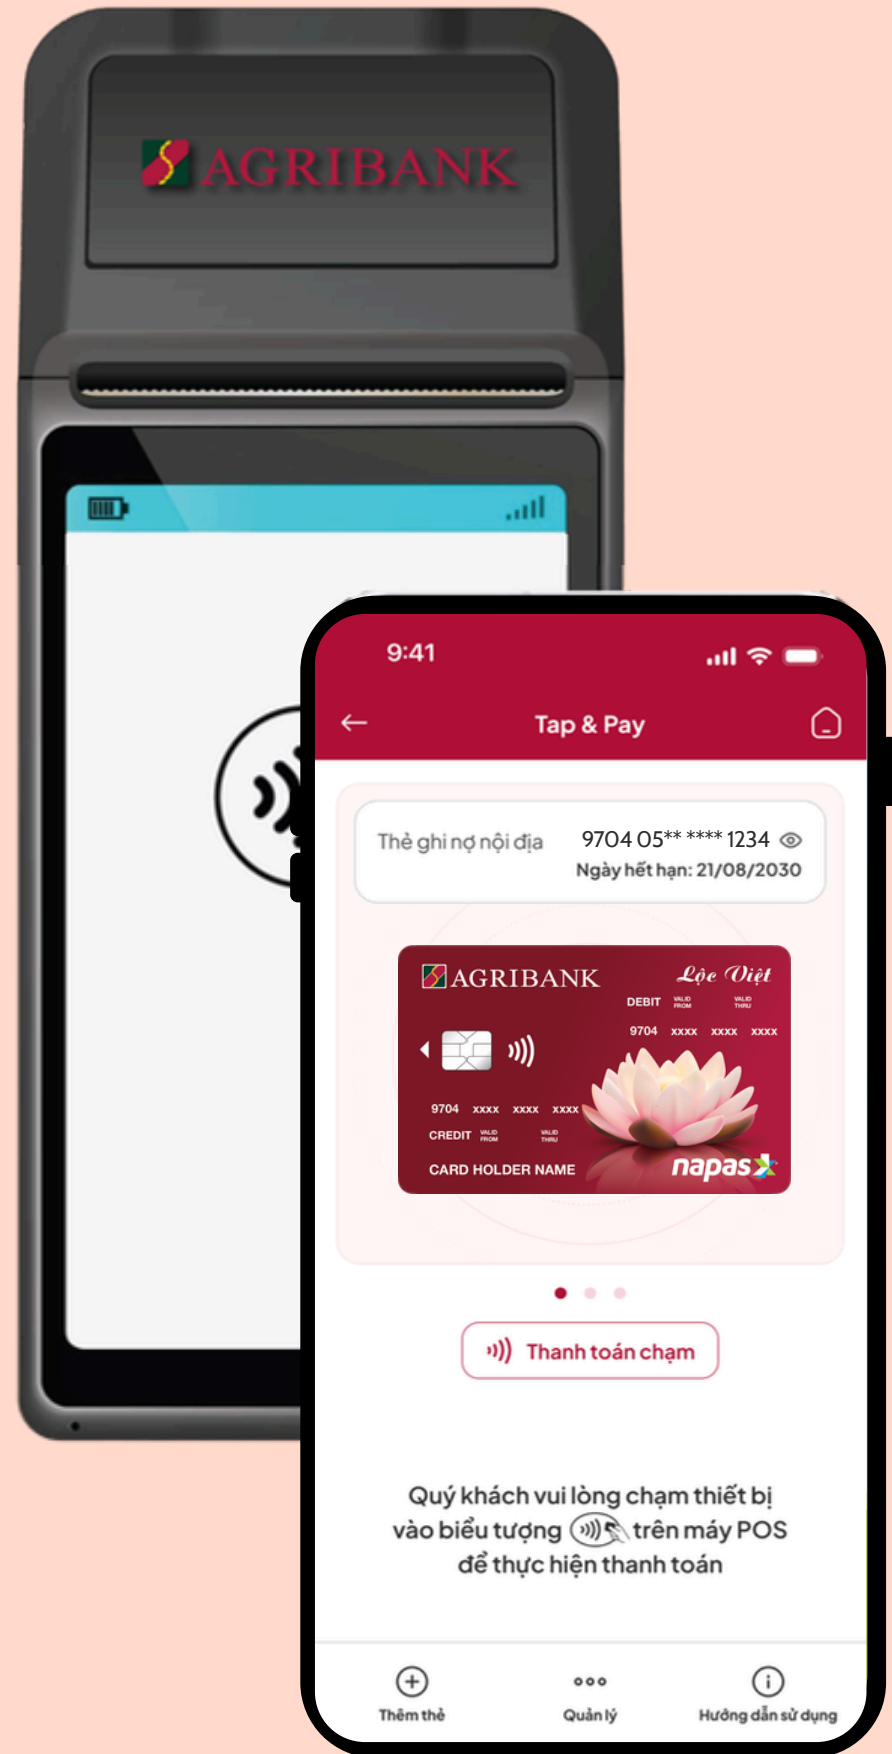 AGRIBANK
9:41
Tap & Pay
Thẻ ghi nợ nội địa 9704 05** **** 1234
Ngày hết hạn: 21/08/2030
AGRIBANK Lộc Việt
DEBIT VALID FROM VALID THRU
9704 xxxx xxxx xxxx
9704 xxxx xxxx xxxx
CREDIT VALID FROM VALID THRU
CARD HOLDER NAME napas
Thanh toán chạm
Quý khách vui lòng chạm thiết bị
vào biểu tượng trên máy POS
để thực hiện thanh toán
Thêm thẻ Quản lý Hướng dẫn sử dụng